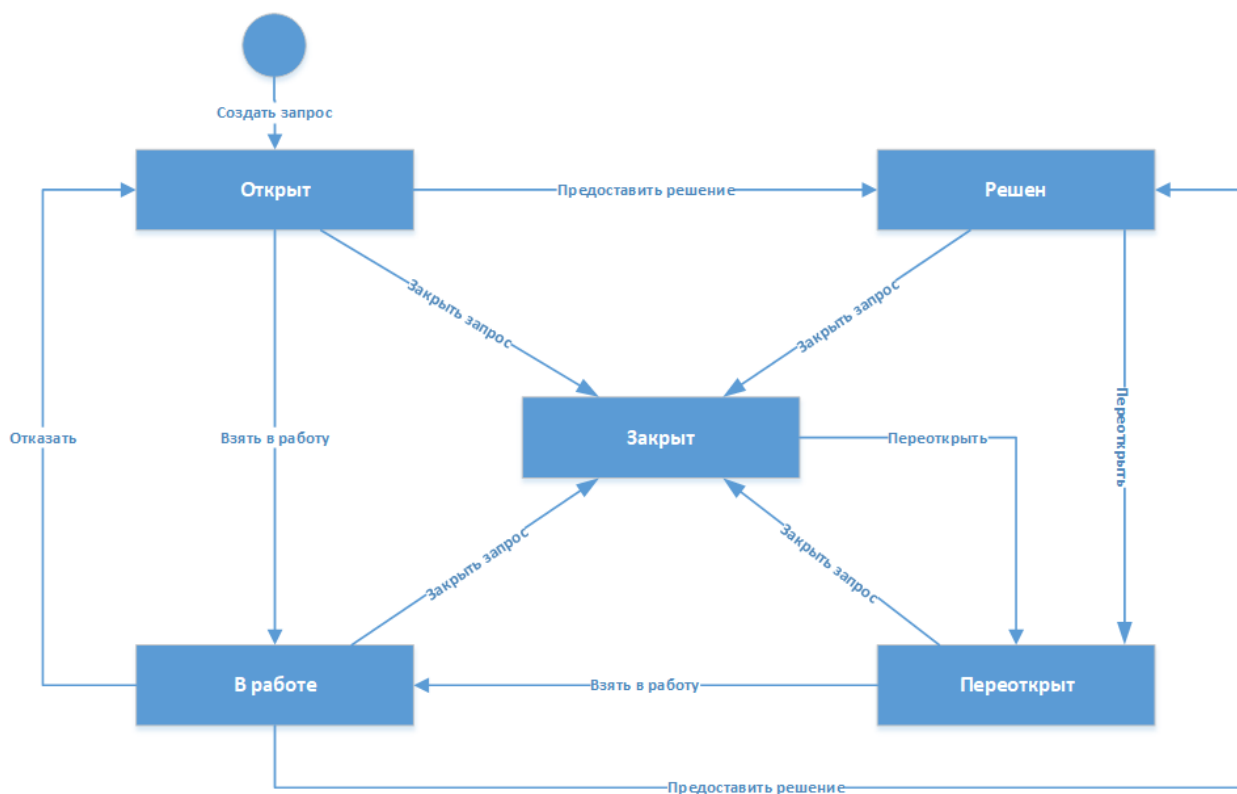 Создать запрос
Открыт
Предоставить решение
Решен
Закрыть запрос
Закрыть запрос
Отказать
Взять в работу
Закрыт
Переоткрыть
Переоткрыть
Закрыть запрос
Закрыть запрос
В работе
Взять в работу
Переоткрыт
Предоставить решение